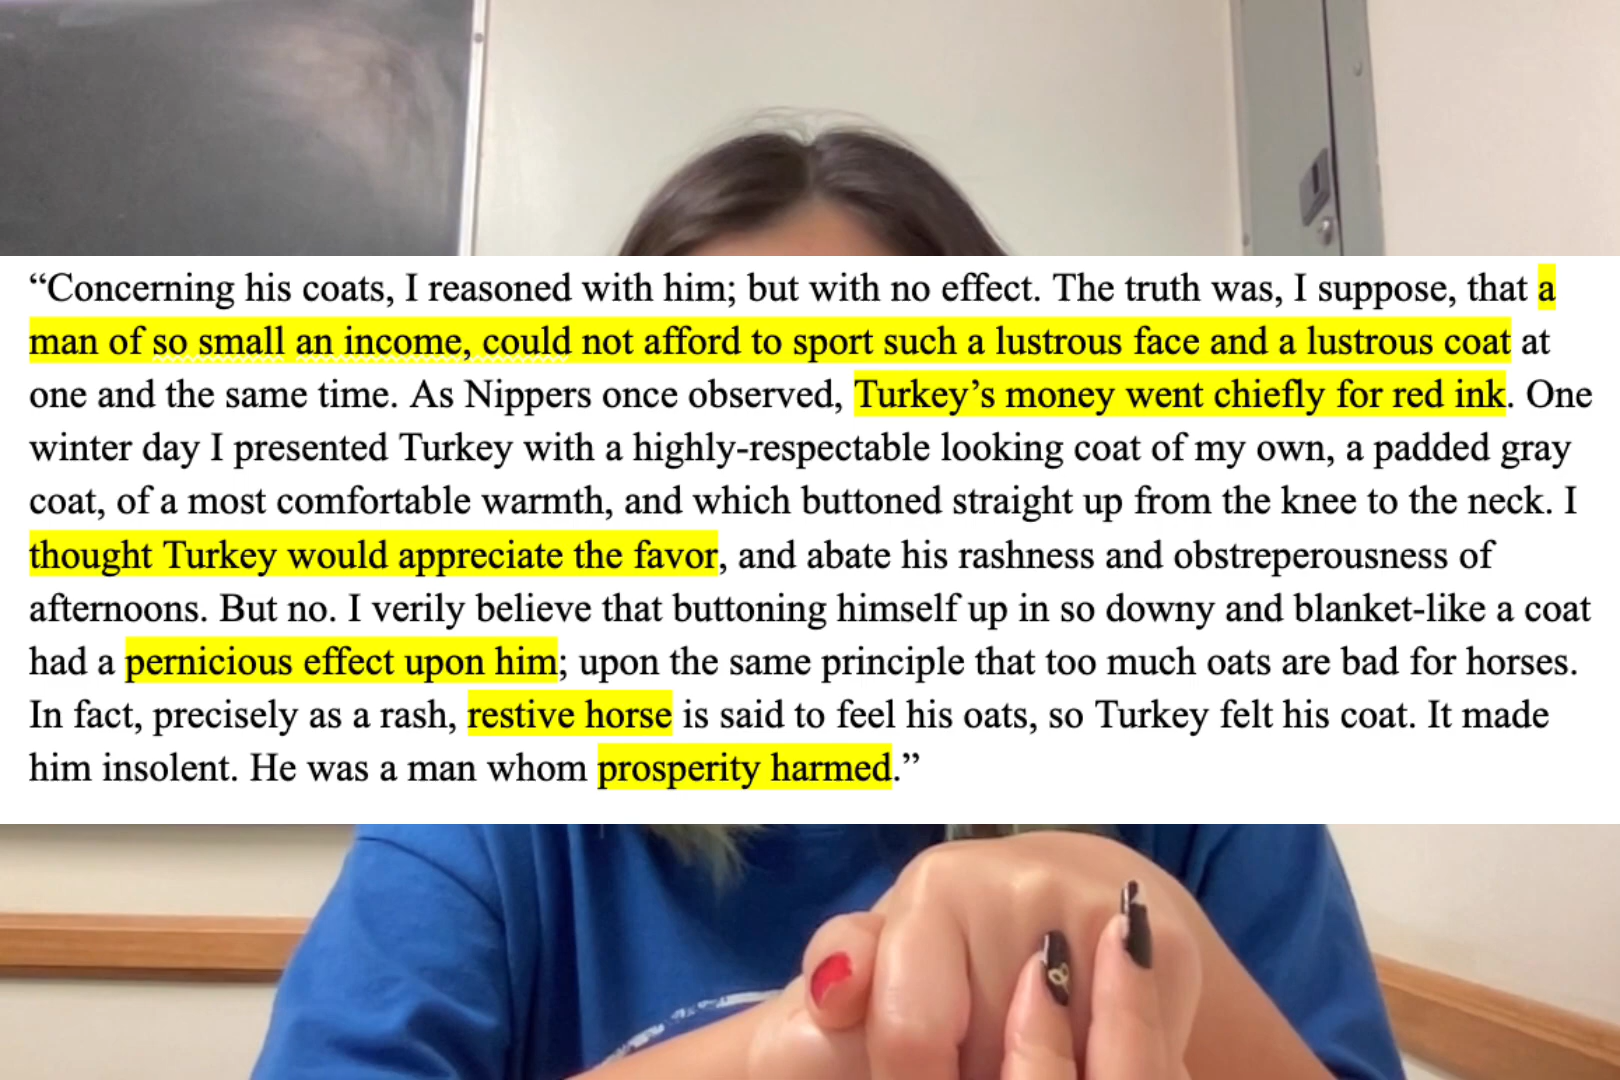 “Concerning his coats, I reasoned with him; but with no effect. The truth was, I suppose, that a
man of so small an income, could not afford to sport such a lustrous face and a lustrous coat at
one and the same time. As Nippers once observed, Turkey’s money went chiefly for red ink. One
winter day I presented Turkey with a highly-respectable looking coat of my own, a padded gray
coat, of a most comfortable warmth, and which buttoned straight up from the knee to the neck. I
thought Turkey would appreciate the favor, and abate his rashness and obstreperousness of
afternoons. But no. I verily believe that buttoning himself up in so downy and blanket-like a coat
had a pernicious effect upon him; upon the same principle that too much oats are bad for horses.
In fact, precisely as a rash, restive horse is said to feel his oats, so Turkey felt his coat. It made
him insolent. He was a man whom prosperity harmed.”